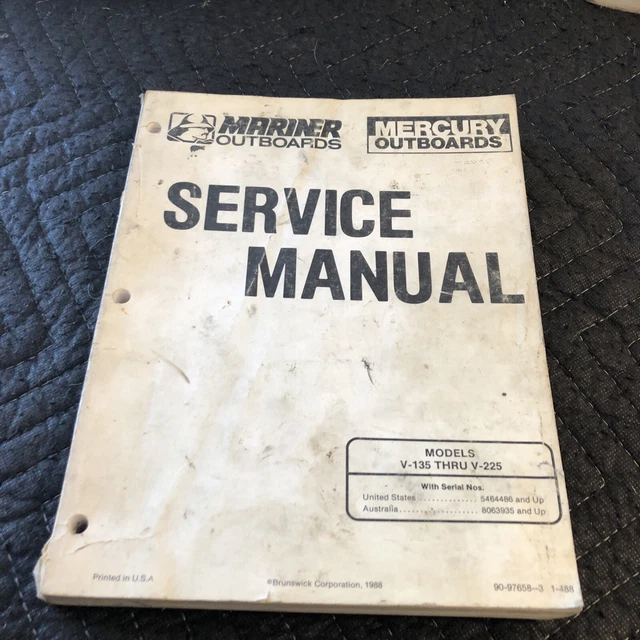 MARINER
OUTBOARDS
MERCURY
OUTBOARDS
SERVICE
MANUAL
MODELS
V-135 THRU V-225
With Serial Nos.
United States .................. 5464486 and Up
Australia ........................ 8063935 and Up
Printed in U.S.A
©Brunswick Corporation, 1988
90-97658--3 1-488